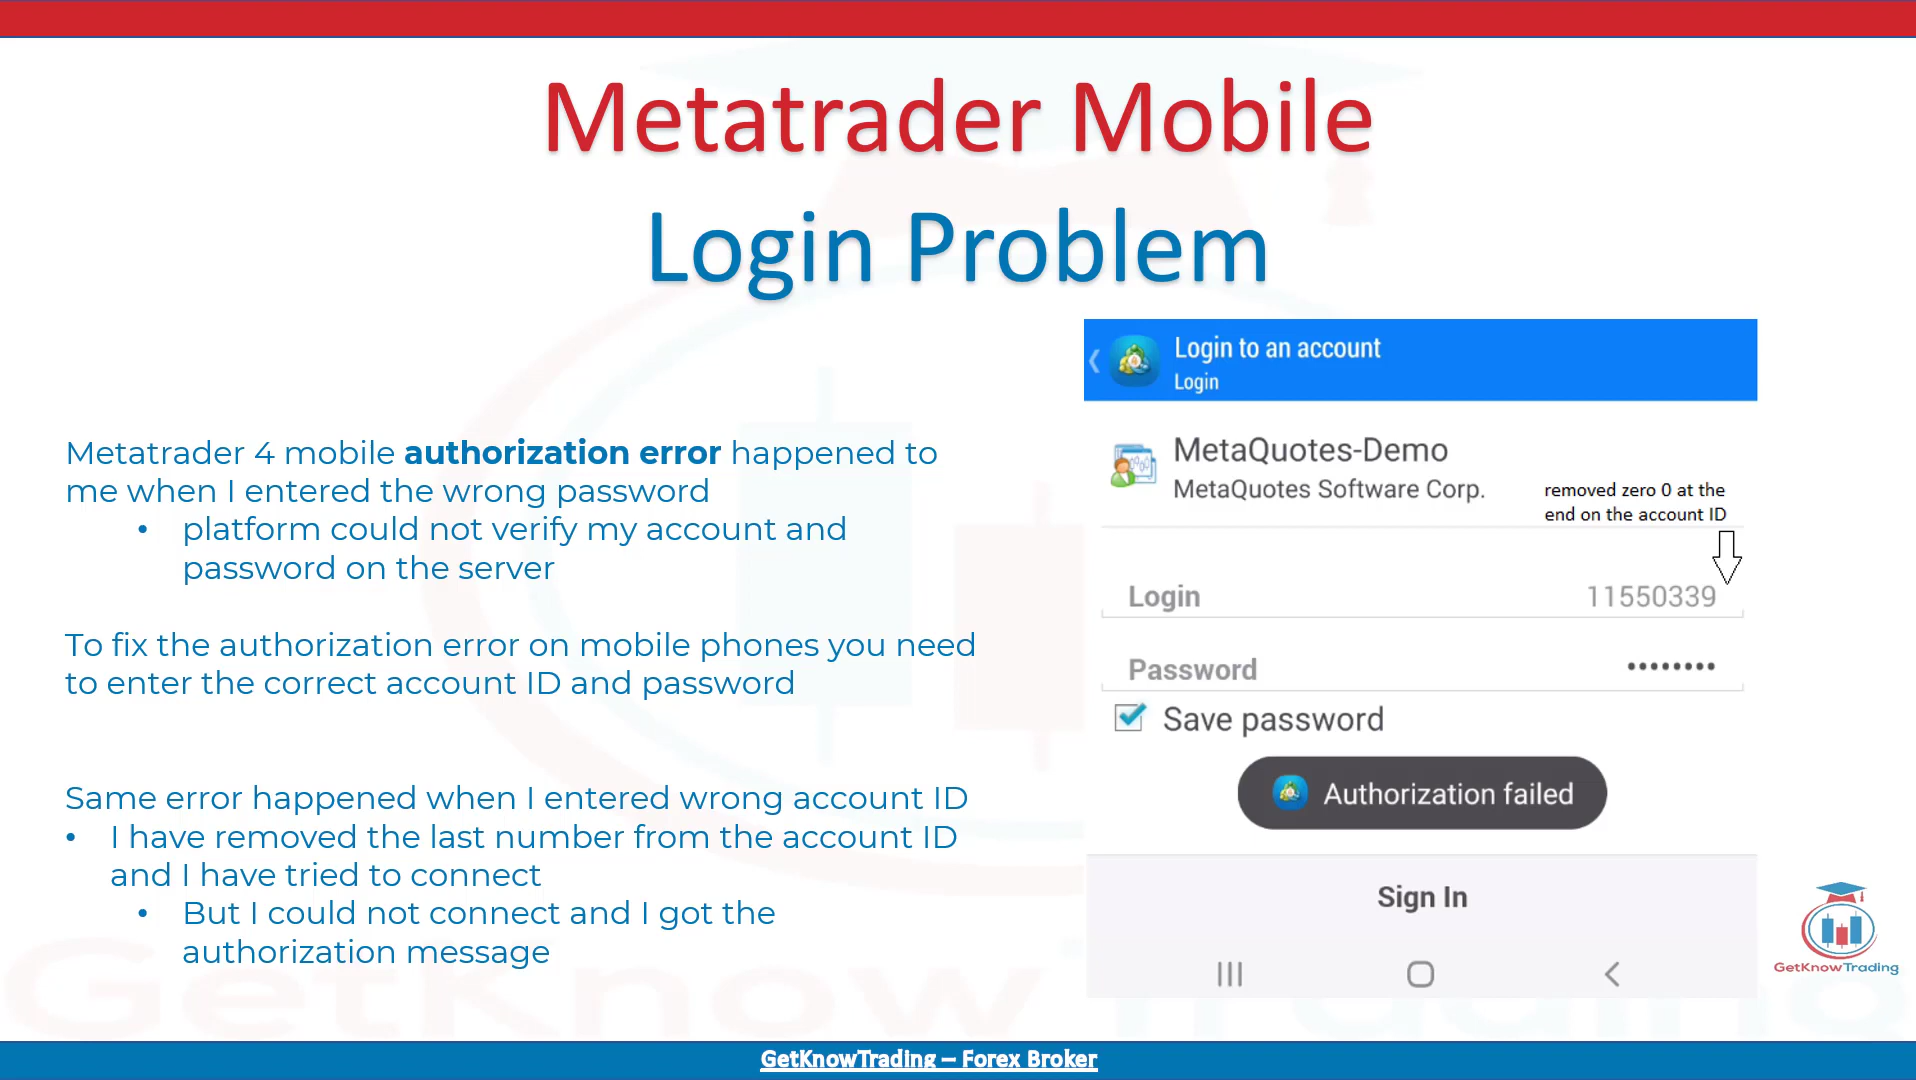 Metatrader Mobile
Login Problem
Metatrader 4 mobile authorization error happened to
me when I entered the wrong password
• platform could not verify my account and
password on the server
To fix the authorization error on mobile phones you need
to enter the correct account ID and password
Same error happened when I entered wrong account ID
• I have removed the last number from the account ID
and I have tried to connect
• But I could not connect and I got the
authorization message
Login to an account
Login
MetaQuotes-Demo
MetaQuotes Software Corp.
removed zero 0 at the
end on the account ID
Login 11550339
Password ••••••••
Save password
Authorization failed
Sign In
GetKnowTrading
GetKnow Trading
GetKnowTrading – Forex Broker